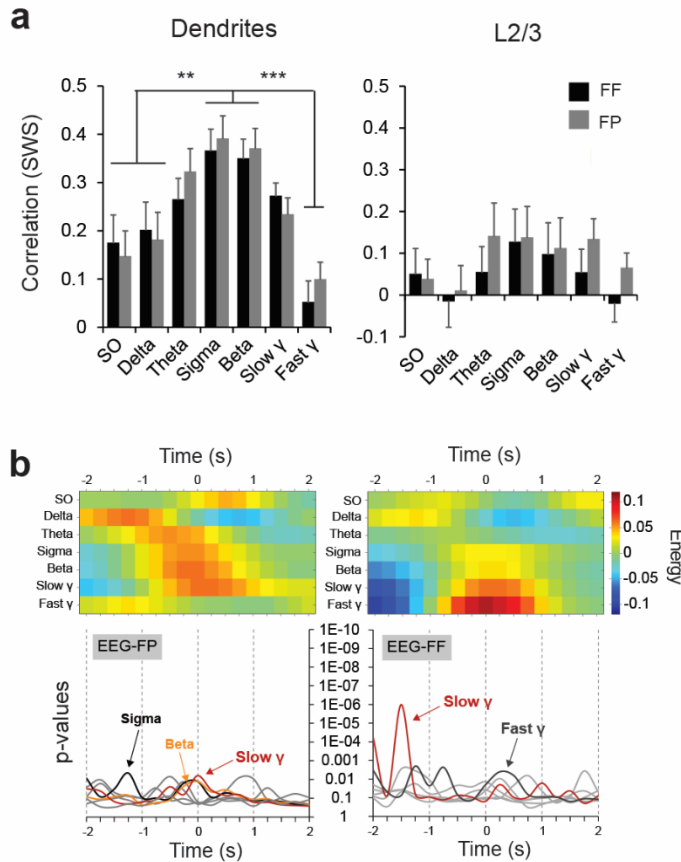 a
Dendrites
L2/3
** ***
FF
FP
Correlation (SWS)
0.5
0.4
0.3
0.2
0.1
0
SO
Delta
Theta
Sigma
Beta
Slow γ
Fast γ
0.5
0.4
0.3
0.2
0.1
0
-0.1
SO
Delta
Theta
Sigma
Beta
Slow γ
Fast γ
b
Time (s)
Time (s)
-2 -1 0 1 2
-2 -1 0 1 2
SO
Delta
Theta
Sigma
Beta
Slow γ
Fast γ
SO
Delta
Theta
Sigma
Beta
Slow γ
Fast γ
0.1
0.05
0
-0.05
-0.1
Energy
EEG-FP
EEG-FF
p-values
1E-10
1E-09
1E-08
1E-07
1E-06
1E-05
1E-04
0.001
0.01
0.1
1
Sigma
Beta
Slow γ
Slow γ
Fast γ
-2 -1 0 1 2
-2 -1 0 1 2
Time (s)
Time (s)